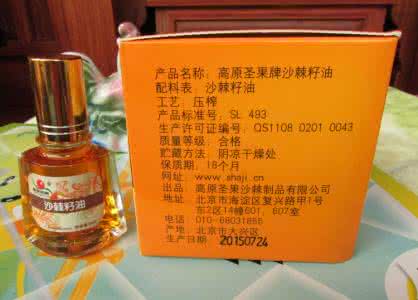 沙棘籽油
产品名称：高原圣果牌沙棘籽油
配料表：沙棘籽油
工艺：压榨
产品标准号：SL 493
生产许可证编号：QS1108 0201 0043
质量等级：合格
贮藏方法：阴凉干燥处
保质期：18个月
网址：www.shaji.cn
出品：高原圣果沙棘制品有限公司
地址：北京市海淀区复兴路甲1号
东2区14幢601、607室
电话：010-68031855
产地：北京市大兴区
生产日期：20150724